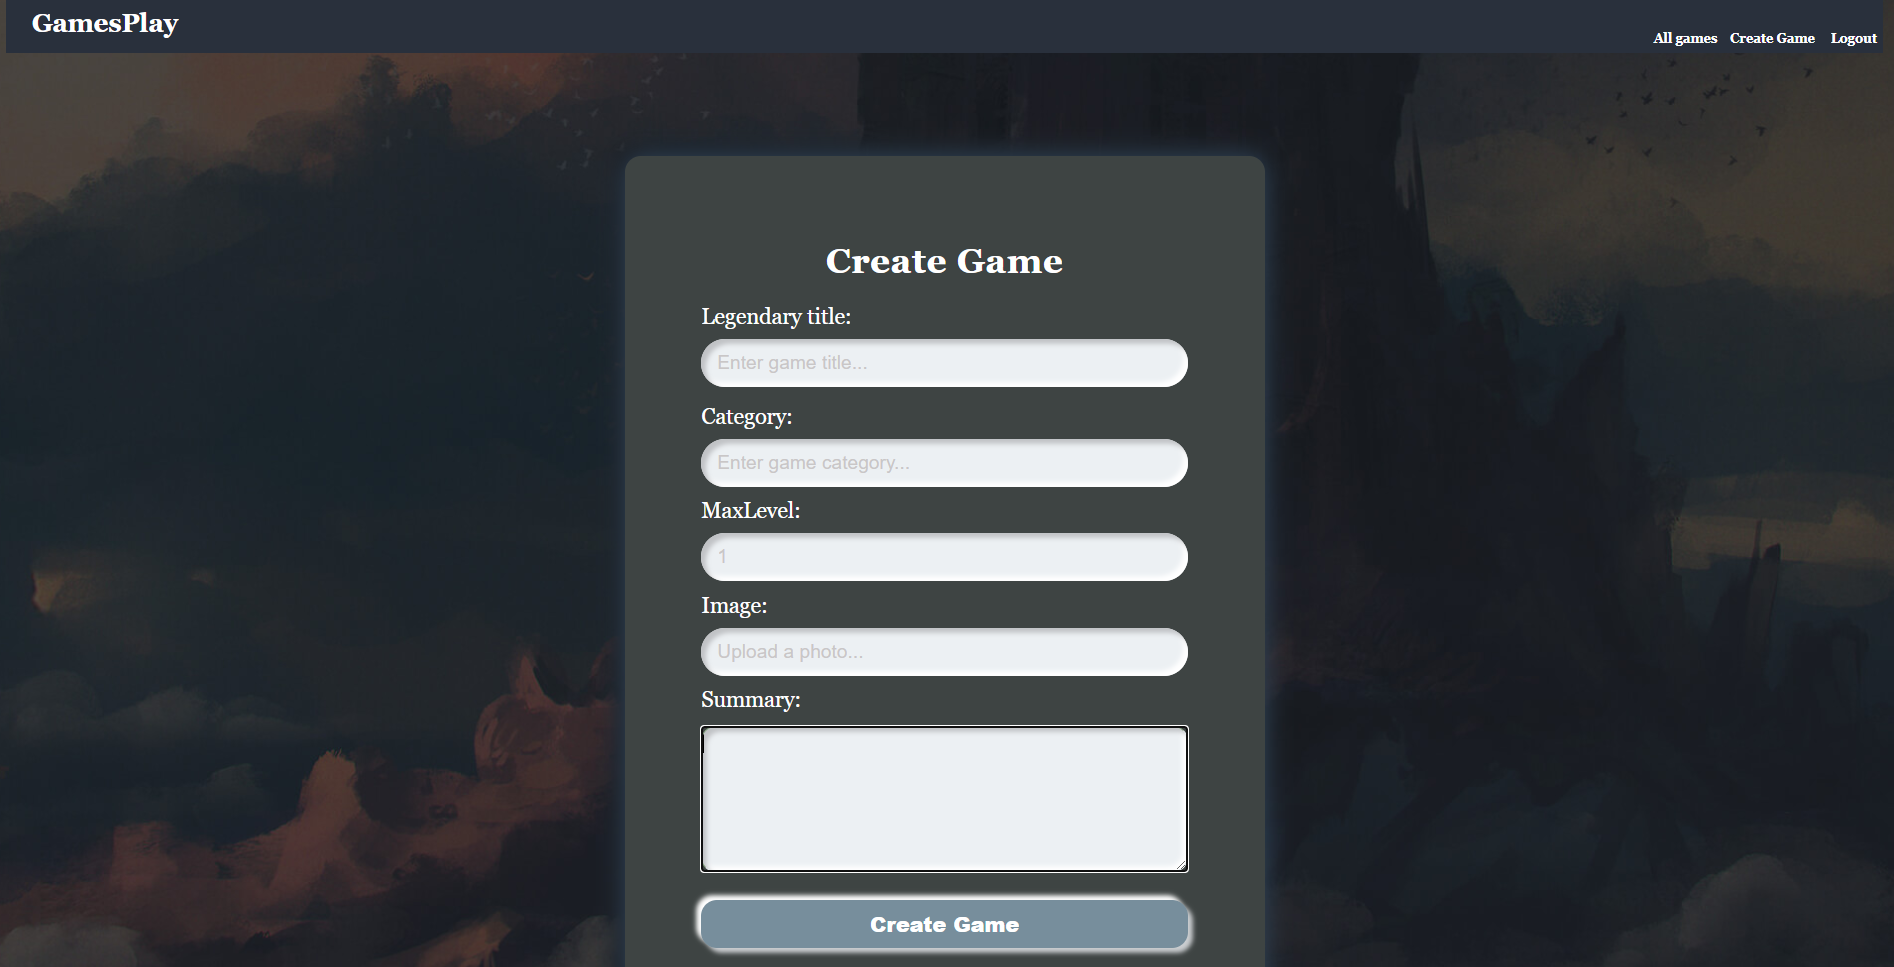 GamesPlay
All games Create Game Logout
Create Game
Legendary title:
Enter game title...
Category:
Enter game category...
MaxLevel:
1
Image:
Upload a photo...
Summary:
Create Game